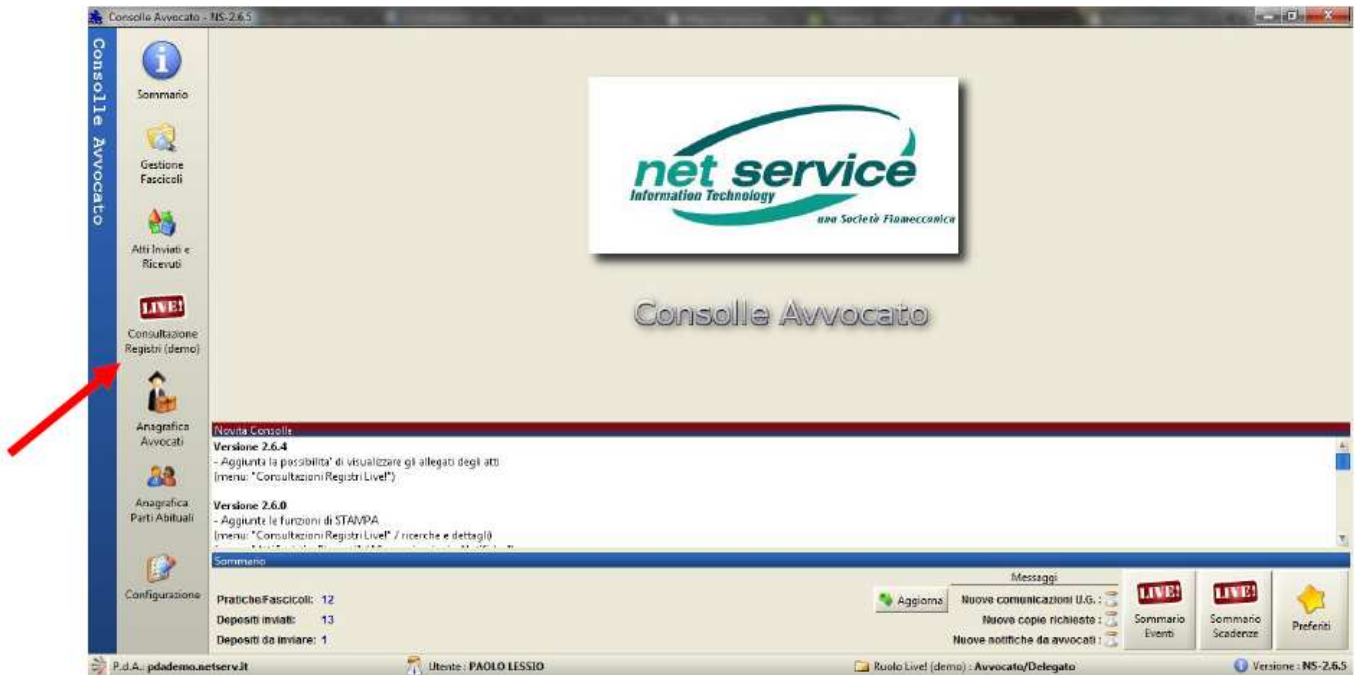 Consolle Avvocato - NS-2.6.5
Consolle Avvocato
Sommario
Gestione
Fascicoli
Atti Inviati e
Ricevuti
LIVE!
Consultazione
Registri (demo)
Anagrafica
Avvocati
Anagrafica
Parti Abituali
Configurazione
net service
Information Technology
una Società Finmeccanica
Consolle Avvocato
Novità Consolle
Versione 2.6.4
- Aggiunta la possibilita' di visualizzare gli allegati degli atti
(menu: "Consultazioni Registri Live!")
Versione 2.6.0
- Aggiunte le funzioni di STAMPA
(menu: "Consultazioni Registri Live!" / ricerche e dettagli)
Sommario
Pratiche/Fascicoli: 12
Depositi inviati: 13
Depositi da inviare: 1
Aggiorna
Messaggi
Nuove comunicazioni U.G. :
Nuove copie richieste :
Nuove notifiche da avvocati :
LIVE!
Sommario
Eventi
LIVE!
Sommario
Scadenze
Preferiti
P.d.A.: pdademo.netserv.it
Utente : PAOLO LESSIO
Ruolo Live! (demo) : Avvocato/Delegato
Versione : NS-2.6.5